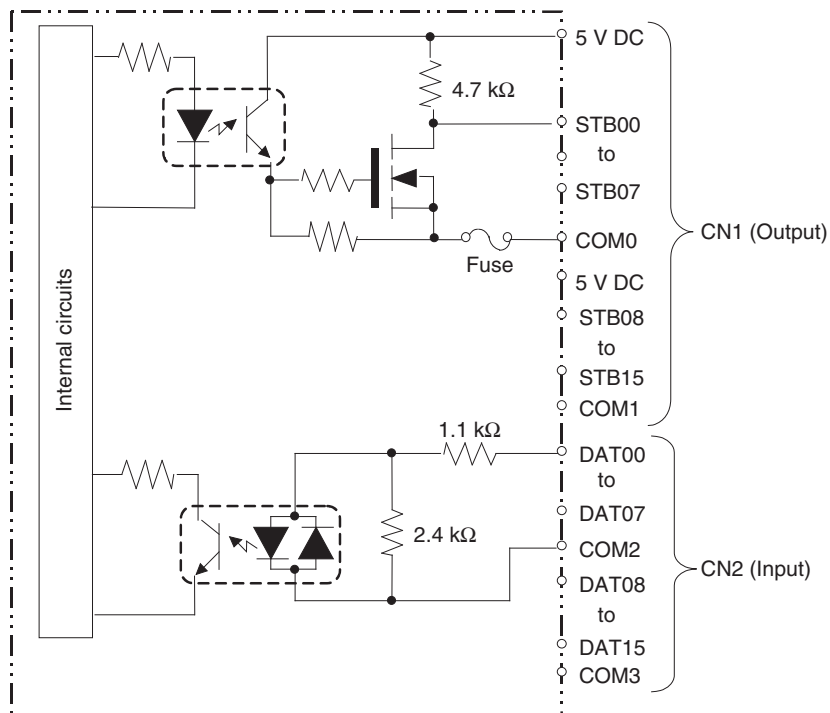 5 V DC
4.7 kΩ
STB00
to
STB07
COM0
Fuse
CN1 (Output)
5 V DC
STB08
to
STB15
COM1
Internal circuits
1.1 kΩ
DAT00
to
DAT07
2.4 kΩ
COM2
CN2 (Input)
DAT08
to
DAT15
COM3